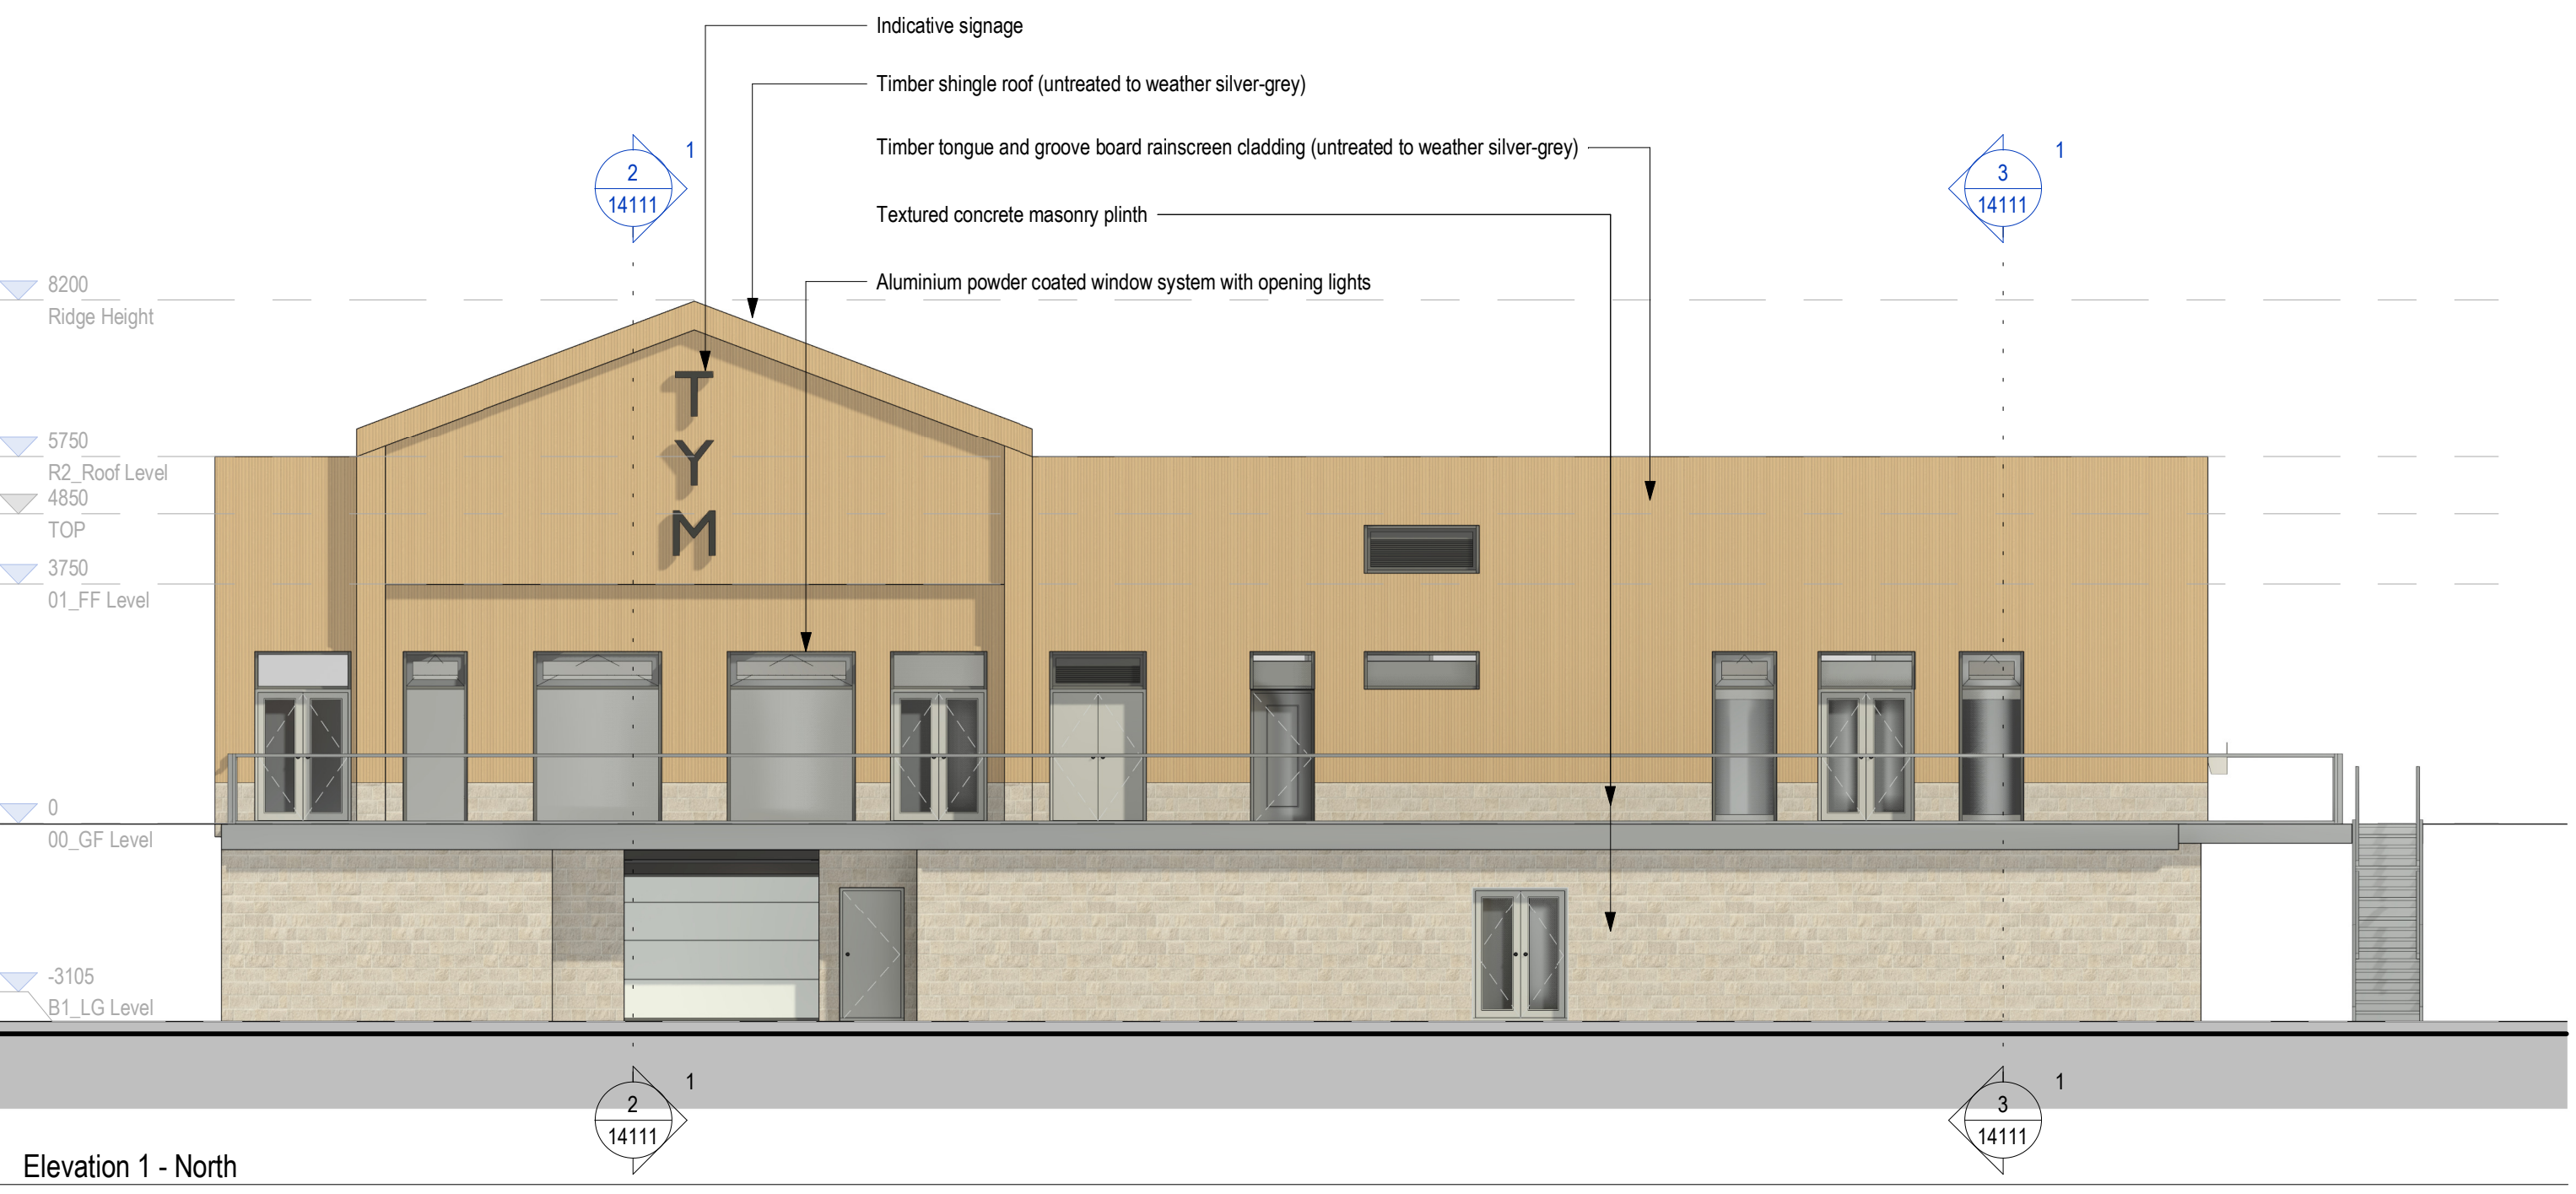 Indicative signage
Timber shingle roof (untreated to weather silver-grey)
Timber tongue and groove board rainscreen cladding (untreated to weather silver-grey)
Textured concrete masonry plinth
Aluminium powder coated window system with opening lights
2
14111
1
3
14111
1
8200
Ridge Height
5750
R2_Roof Level
4850
TOP
3750
01_FF Level
0
00_GF Level
-3105
B1_LG Level
T
Y
M
2
14111
1
3
14111
1
Elevation 1 - North